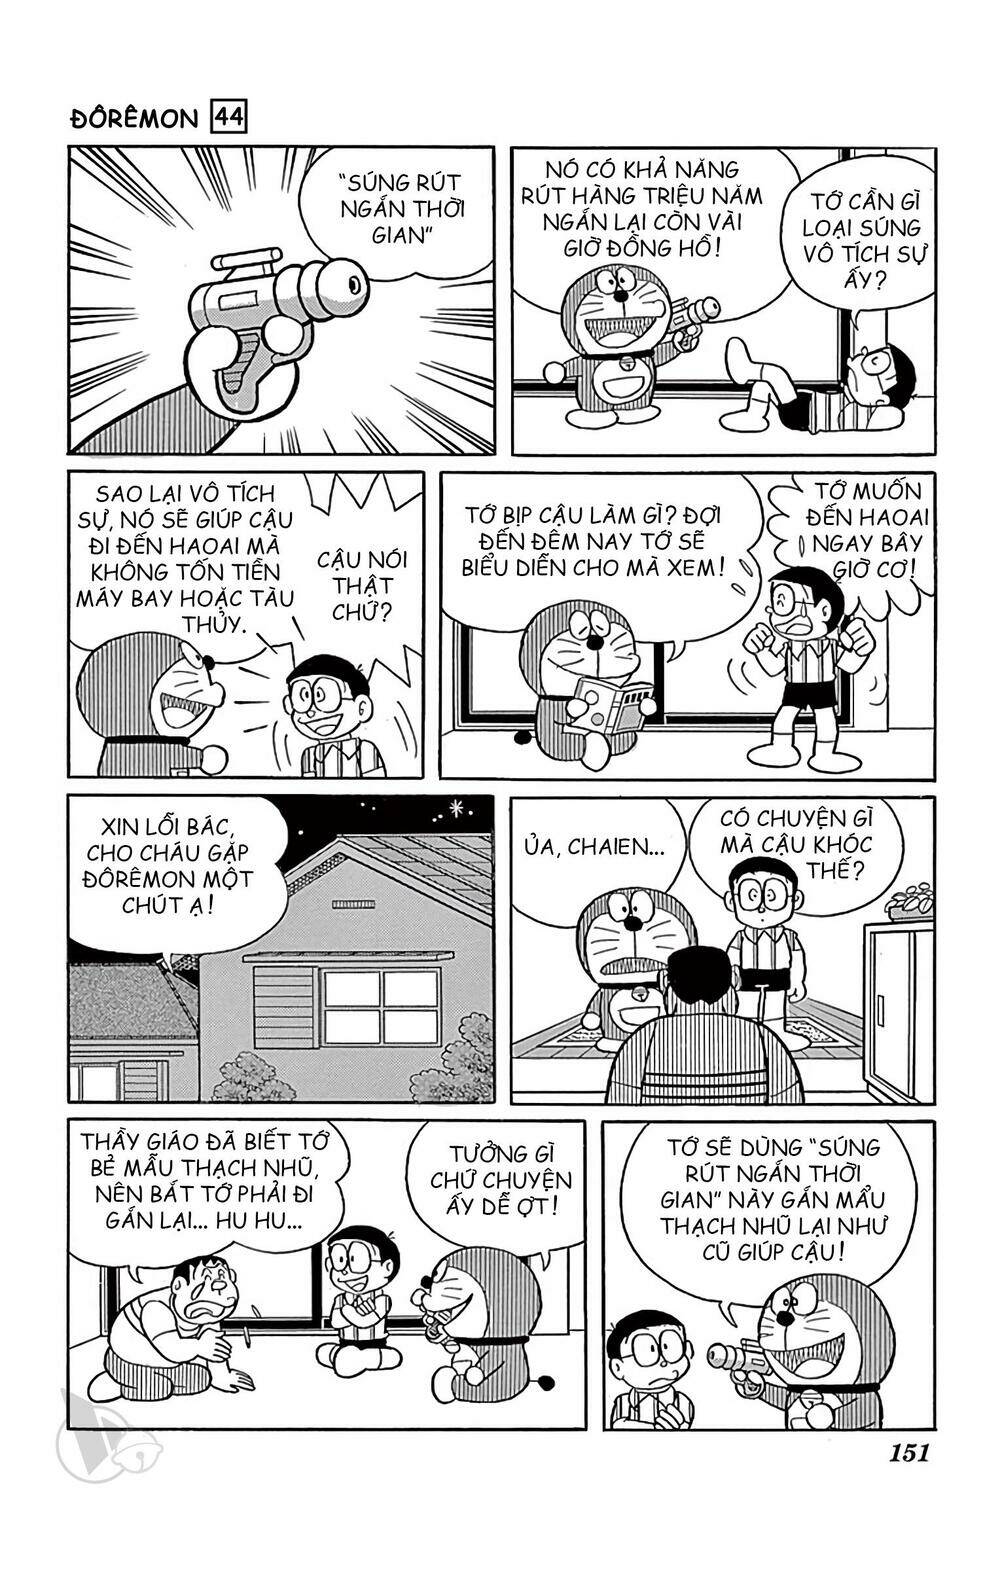 ĐÔRÊMON 44
"SÚNG RÚT
NGẮN THỜI
GIAN"
NÓ CÓ KHẢ NĂNG
RÚT HÀNG TRIỆU NĂM
NGẮN LẠI CÒN VÀI
GIỜ ĐỒNG HỒ!
TỚ CẦN GÌ
LOẠI SÚNG
VÔ TÍCH SỰ
ẤY?
SAO LẠI VÔ TÍCH
SỰ, NÓ SẼ GIÚP CẬU
ĐI ĐẾN HAOAI MÀ
KHÔNG TỐN TIỀN
MÁY BAY HOẶC TÀU
THỦY.
CẬU NÓI
THẬT
CHỨ?
TỚ BỊP CẬU LÀM GÌ? ĐỢI
ĐẾN ĐÊM NAY TỚ SẼ
BIỂU DIỄN CHO MÀ XEM!
TỚ MUỐN
ĐẾN HAOAI
NGAY BÂY
GIỜ CƠ!
XIN LỖI BÁC,
CHO CHÁU GẶP
ĐÔRÊMON MỘT
CHÚT Ạ!
ỦA, CHAIEN...
CÓ CHUYỆN GÌ
MÀ CẬU KHÓC
THẾ?
THẦY GIÁO ĐÃ BIẾT TỚ
BẺ MẪU THẠCH NHŨ,
NÊN BẮT TỚ PHẢI ĐI
GẮN LẠI... HU HU...
TƯỞNG GÌ
CHỨ CHUYỆN
ẤY DỄ ỢT!
TỚ SẼ DÙNG "SÚNG
RÚT NGẮN THỜI
GIAN" NÀY GẮN MẨU
THẠCH NHŨ LẠI NHƯ
CŨ GIÚP CẬU!
151